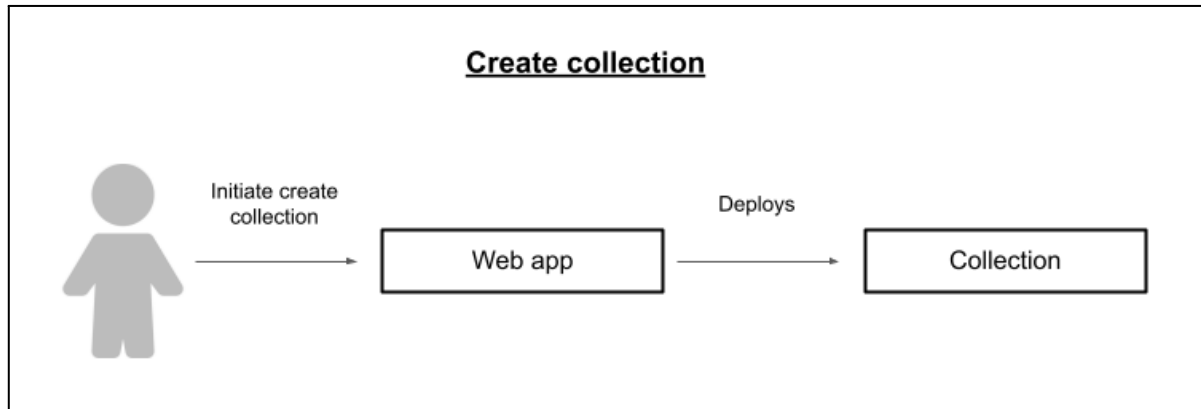 Create collection
Initiate create
collection
Deploys
Web app
Collection